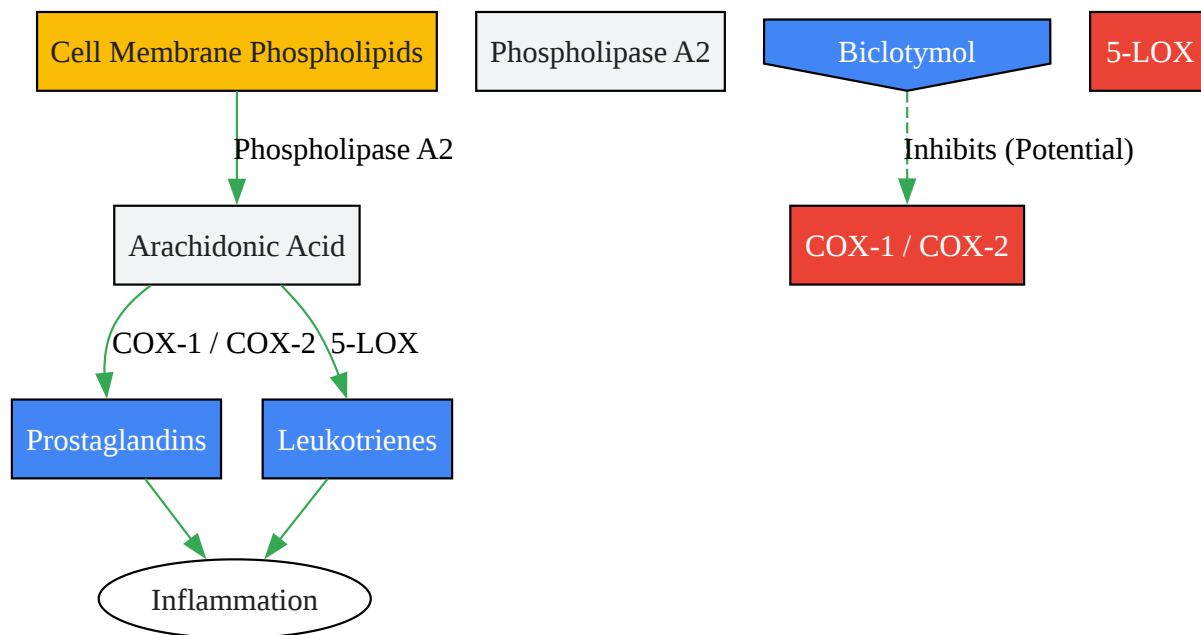 Cell Membrane Phospholipids
Phospholipase A2
Biclotymol
5-LOX
Phospholipase A2
Inhibits (Potential)
Arachidonic Acid
COX-1 / COX-2
COX-1 / COX-2
5-LOX
Prostaglandins
Leukotrienes
Inflammation